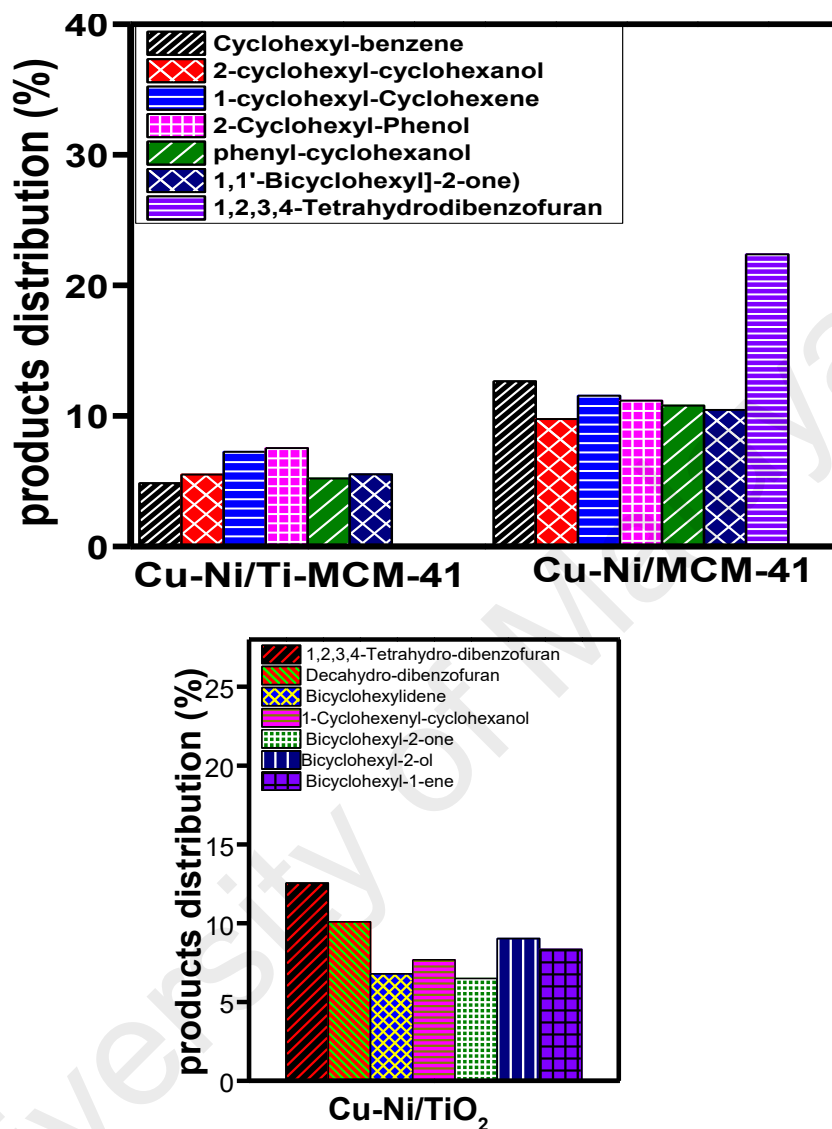 products distribution (%)
40
30
20
10
0
Cyclohexyl-benzene
2-cyclohexyl-cyclohexanol
1-cyclohexyl-Cyclohexene
2-Cyclohexyl-Phenol
phenyl-cyclohexanol
1,1'-Bicyclohexyl]-2-one)
1,2,3,4-Tetrahydrodibenzofuran
Cu-Ni/Ti-MCM-41 Cu-Ni/MCM-41
products distribution (%)
25
20
15
10
5
0
1,2,3,4-Tetrahydro-dibenzofuran
Decahydro-dibenzofuran
Bicyclohexylidene
1-Cyclohexenyl-cyclohexanol
Bicyclohexyl-2-one
Bicyclohexyl-2-ol
Bicyclohexyl-1-ene
Cu-Ni/TiO₂